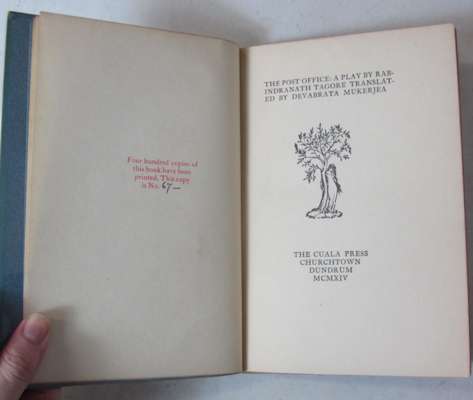 Four hundred copies of
this book have been
printed. This copy
is No. 67
THE POST OFFICE: A PLAY BY RAB-
INDRANATH TAGORE TRANSLAT-
ED BY DEVABRATA MUKERJEA
THE CUALA PRESS
CHURCHTOWN
DUNDRUM
MCMXIV